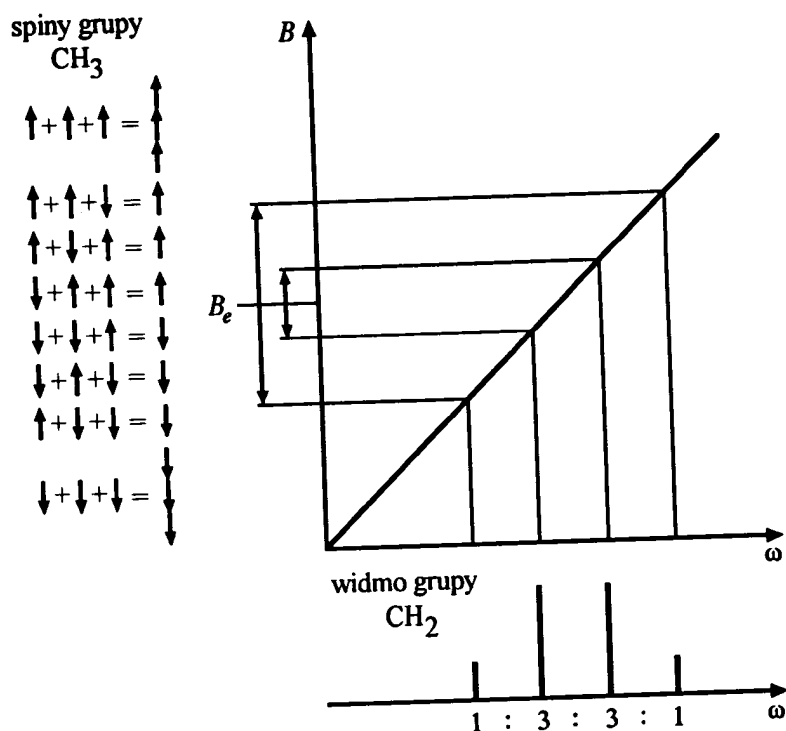 spiny grupy
CH3
↑+↑+↑=
↑+↑+↓=↑
↑+↓+↑=↑
↓+↑+↑=↑
↓+↓+↑=↓
↓+↑+↓=↓
↑+↓+↓=↓
↓+↓+↓=
B
Be
ω
widmo grupy
CH2
ω
1 : 3 : 3 : 1